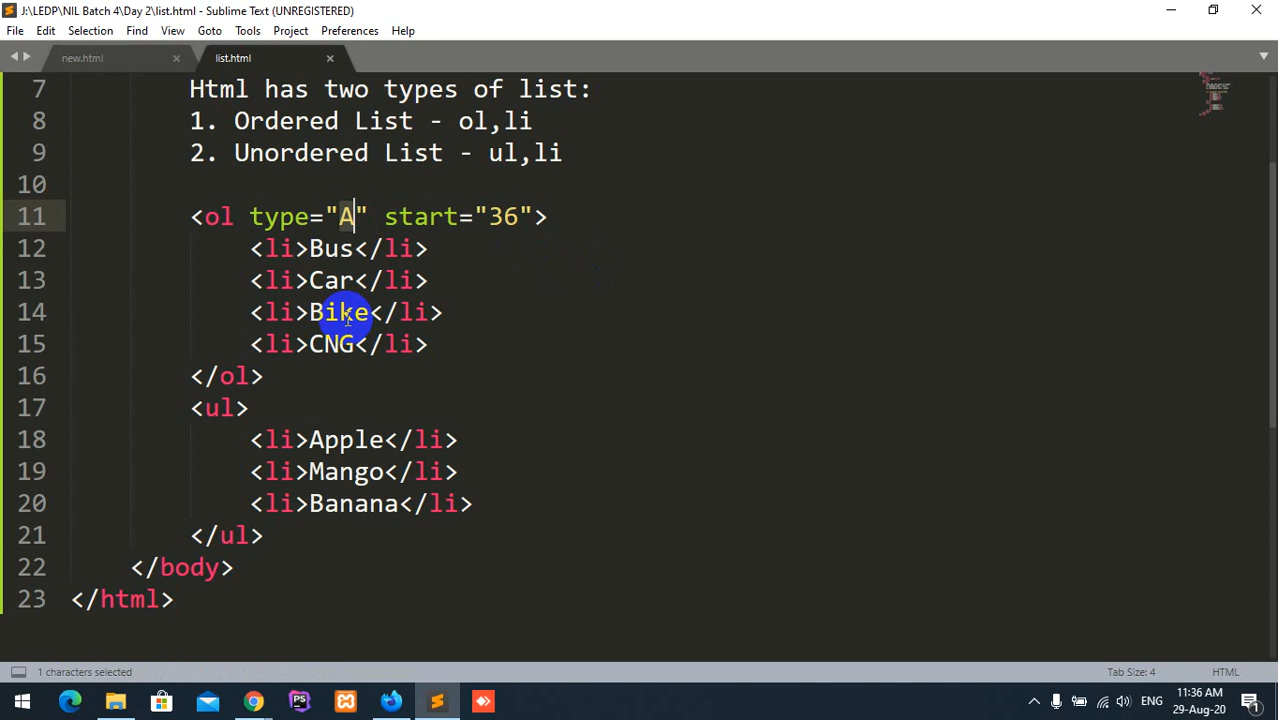 J:\LEDP\NIL Batch 4\Day 2\list.html - Sublime Text (UNREGISTERED)
File Edit Selection Find View Goto Tools Project Preferences Help
new.html × list.html ×
7 Html has two types of list:
8 1. Ordered List - ol,li
9 2. Unordered List - ul,li
10
11 <ol type="A" start="36">
12 <li>Bus</li>
13 <li>Car</li>
14 <li>Bike</li>
15 <li>CNG</li>
16 </ol>
17 <ul>
18 <li>Apple</li>
19 <li>Mango</li>
20 <li>Banana</li>
21 </ul>
22 </body>
23 </html>
1 characters selected Tab Size: 4 HTML
PS ENG 11:36 AM
29-Aug-20 1